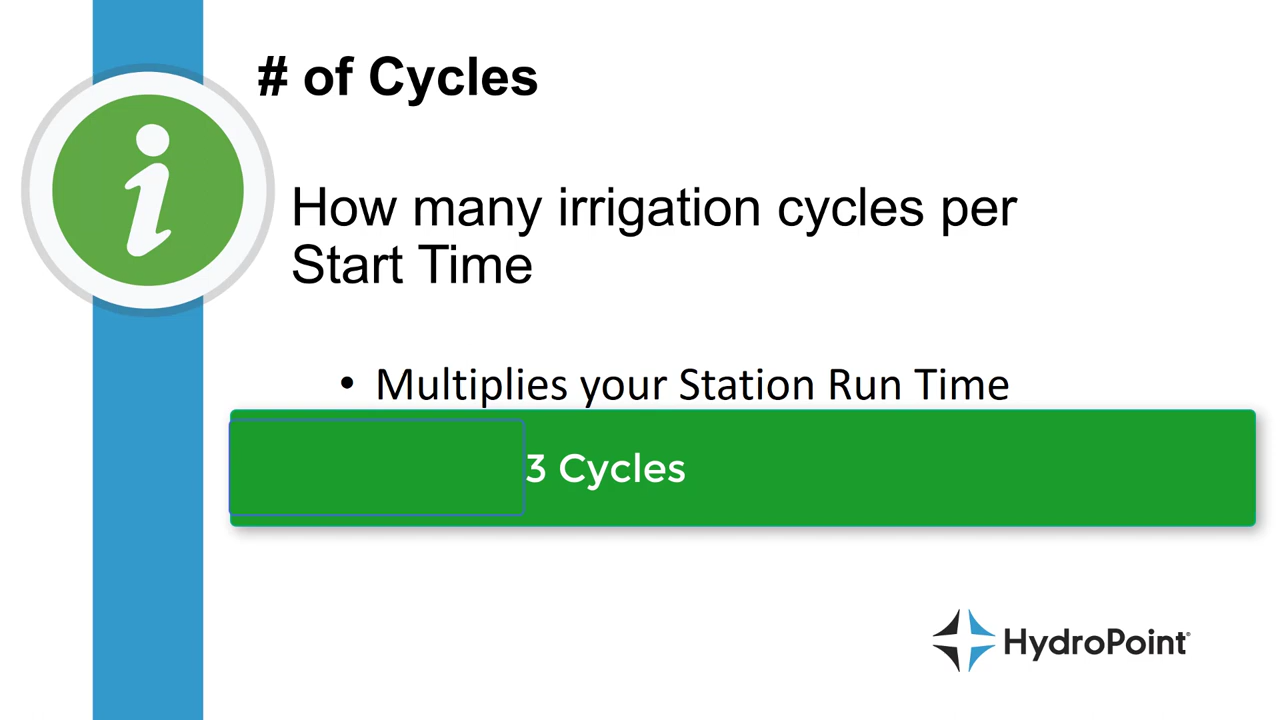 # of Cycles
How many irrigation cycles per
Start Time
• Multiplies your Station Run Time
3 Cycles
HydroPoint®